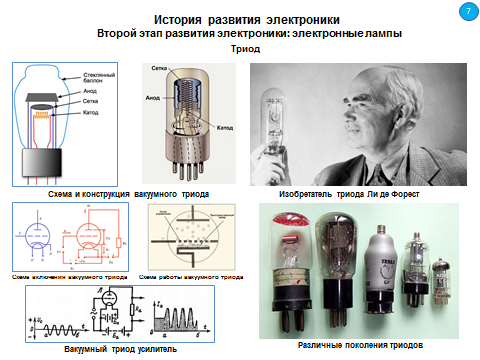 7
История развития электроники
Второй этап развития электроники: электронные лампы
Триод
Стеклянный
баллон
Анод
Сетка
Катод
Сетка
Анод
Катод
Схема и конструкция вакуумного триода
Изобретатель триода Ли де Форест
Схема включения вакуумного триода
Схема работы вакуумного триода
TESLA
Вакуумный триод усилитель
Различные поколения триодов